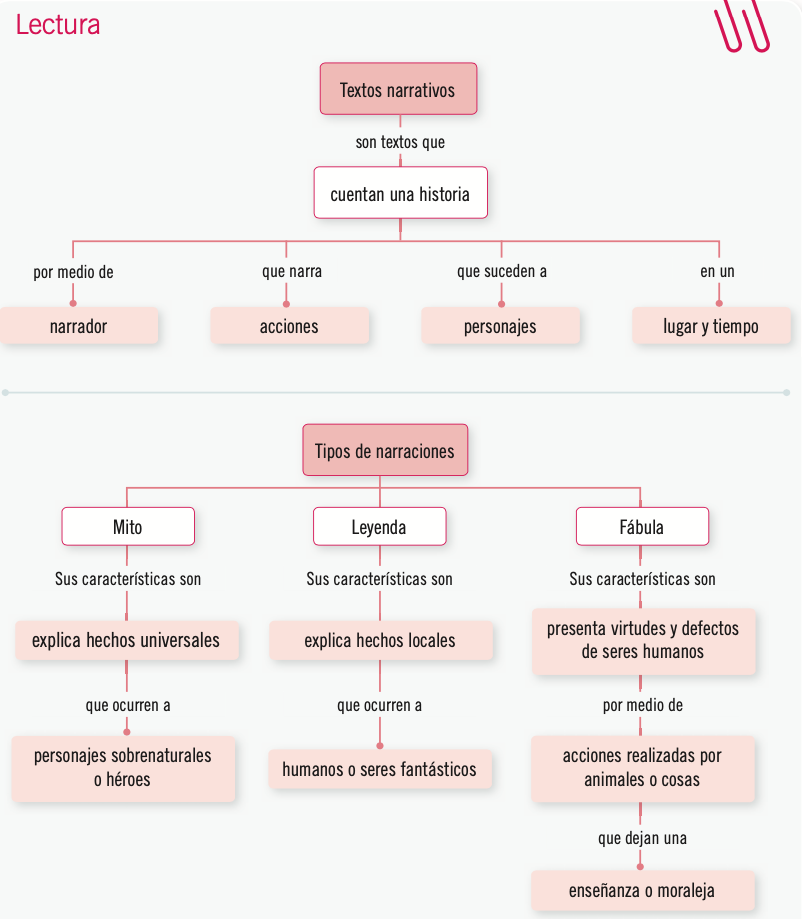 Lectura
Textos narrativos
son textos que
cuentan una historia
por medio de
que narra
que suceden a
en un
narrador
acciones
personajes
lugar y tiempo
Tipos de narraciones
Mito
Leyenda
Fábula
Sus características son
Sus características son
Sus características son
explica hechos universales
explica hechos locales
presenta virtudes y defectos
de seres humanos
que ocurren a
que ocurren a
por medio de
personajes sobrenaturales
o héroes
humanos o seres fantásticos
acciones realizadas por
animales o cosas
que dejan una
enseñanza o moraleja